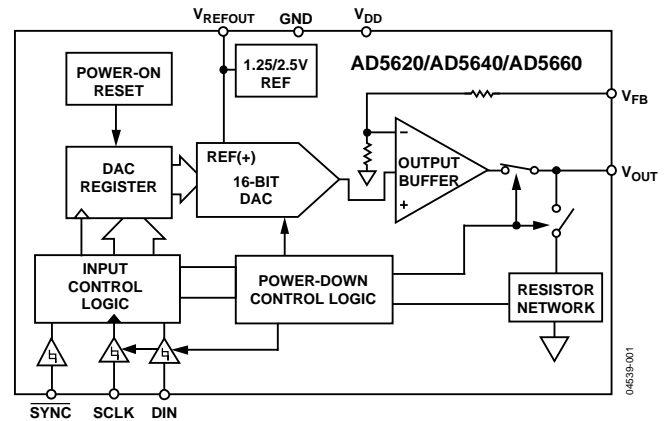 VREFOUT GND VDD
POWER-ON
RESET
1.25/2.5V
REF
AD5620/AD5640/AD5660
VFB
DAC
REGISTER
REF(+)
16-BIT
DAC
–
OUTPUT
BUFFER
+
VOUT
INPUT
CONTROL
LOGIC
POWER-DOWN
CONTROL LOGIC
RESISTOR
NETWORK
SYNC SCLK DIN
04539-001